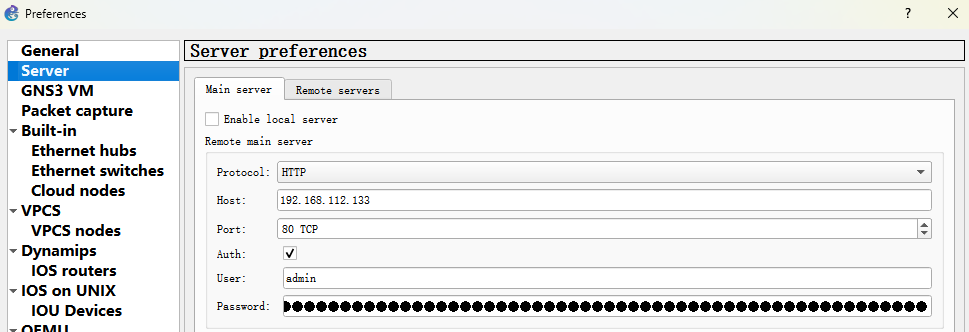 Preferences
?
General
Server
GNS3 VM
Packet capture
Built-in
Ethernet hubs
Ethernet switches
Cloud nodes
VPCS
VPCS nodes
Dynamips
IOS routers
IOS on UNIX
IOU Devices
QEMU
Server preferences
Main server
Remote servers
Enable local server
Remote main server
Protocol: HTTP
Host: 192.168.112.133
Port: 80 TCP
Auth:
User: admin
Password: